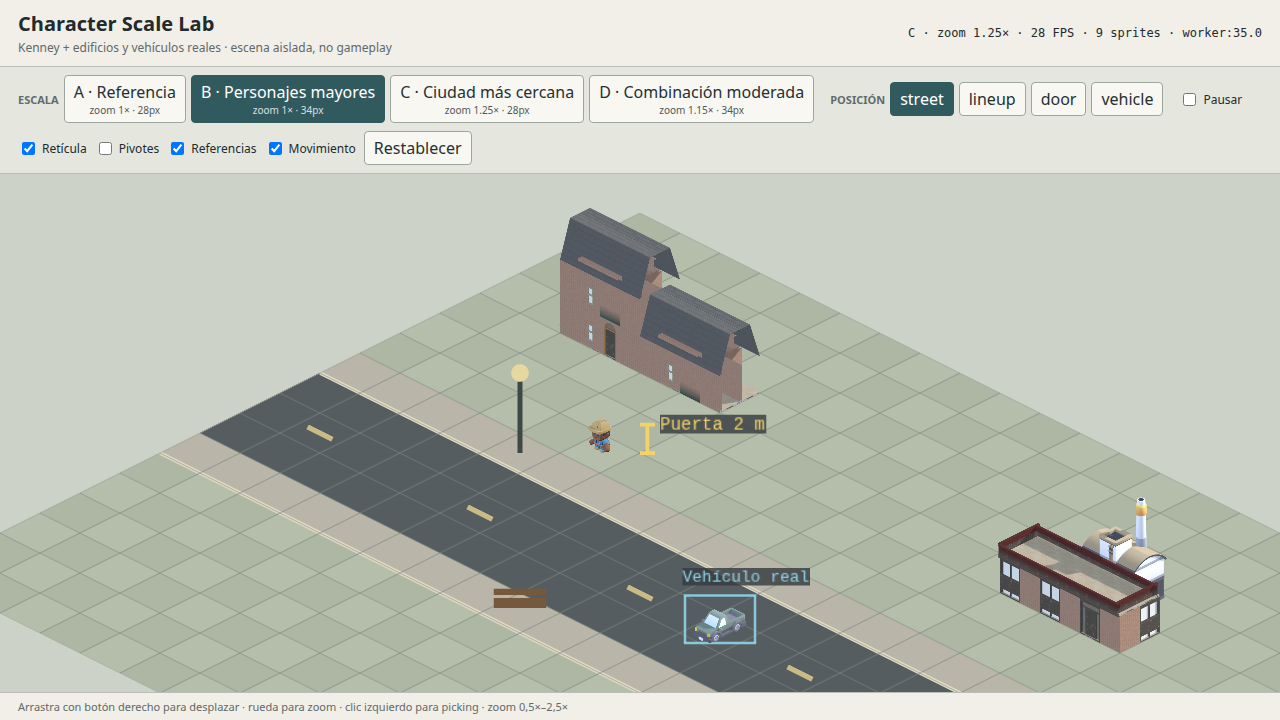 Character Scale Lab
Kenney + edificios y vehículos reales · escena aislada, no gameplay
C · zoom 1.25× · 28 FPS · 9 sprites · worker:35.0
ESCALA
A · Referencia
zoom 1× · 28px
B · Personajes mayores
zoom 1× · 34px
C · Ciudad más cercana
zoom 1.25× · 28px
D · Combinación moderada
zoom 1.15× · 34px
POSICIÓN
street
lineup
door
vehicle
Pausar
Retícula
Pivotes
Referencias
Movimiento
Restablecer
Puerta 2 m
Vehículo real
Arrastra con botón derecho para desplazar · rueda para zoom · clic izquierdo para picking · zoom 0,5×–2,5×